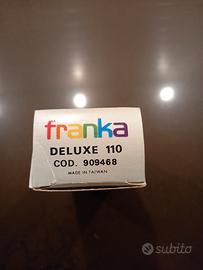 franka
DELUXE 110
COD. 909468
MADE IN TAIWAN
subito